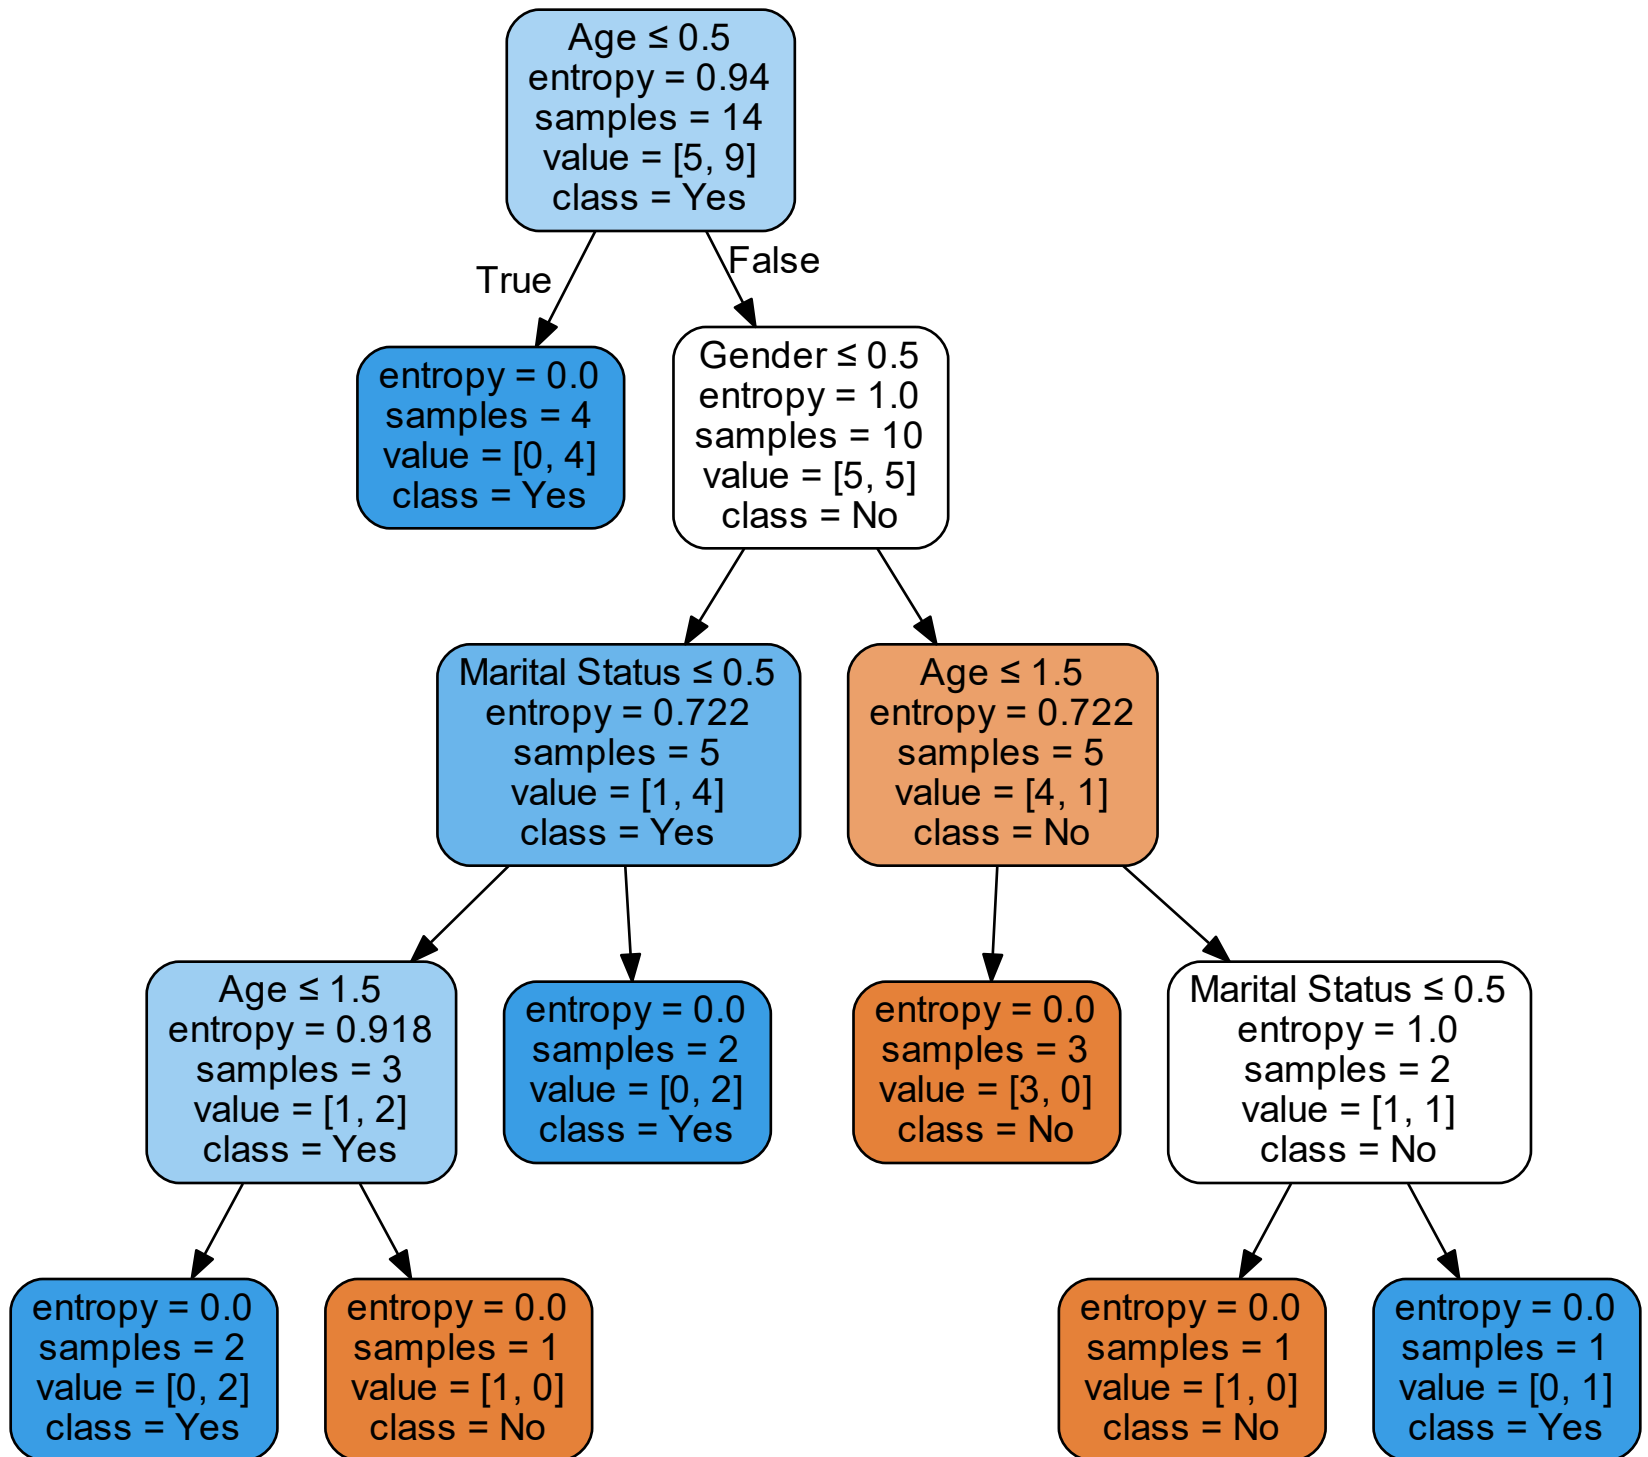 Age ≤ 0.5
entropy = 0.94
samples = 14
value = [5, 9]
class = Yes
True
False
entropy = 0.0
samples = 4
value = [0, 4]
class = Yes
Gender ≤ 0.5
entropy = 1.0
samples = 10
value = [5, 5]
class = No
Marital Status ≤ 0.5
entropy = 0.722
samples = 5
value = [1, 4]
class = Yes
Age ≤ 1.5
entropy = 0.722
samples = 5
value = [4, 1]
class = No
Age ≤ 1.5
entropy = 0.918
samples = 3
value = [1, 2]
class = Yes
entropy = 0.0
samples = 2
value = [0, 2]
class = Yes
entropy = 0.0
samples = 3
value = [3, 0]
class = No
Marital Status ≤ 0.5
entropy = 1.0
samples = 2
value = [1, 1]
class = No
entropy = 0.0
samples = 2
value = [0, 2]
class = Yes
entropy = 0.0
samples = 1
value = [1, 0]
class = No
entropy = 0.0
samples = 1
value = [1, 0]
class = No
entropy = 0.0
samples = 1
value = [0, 1]
class = Yes